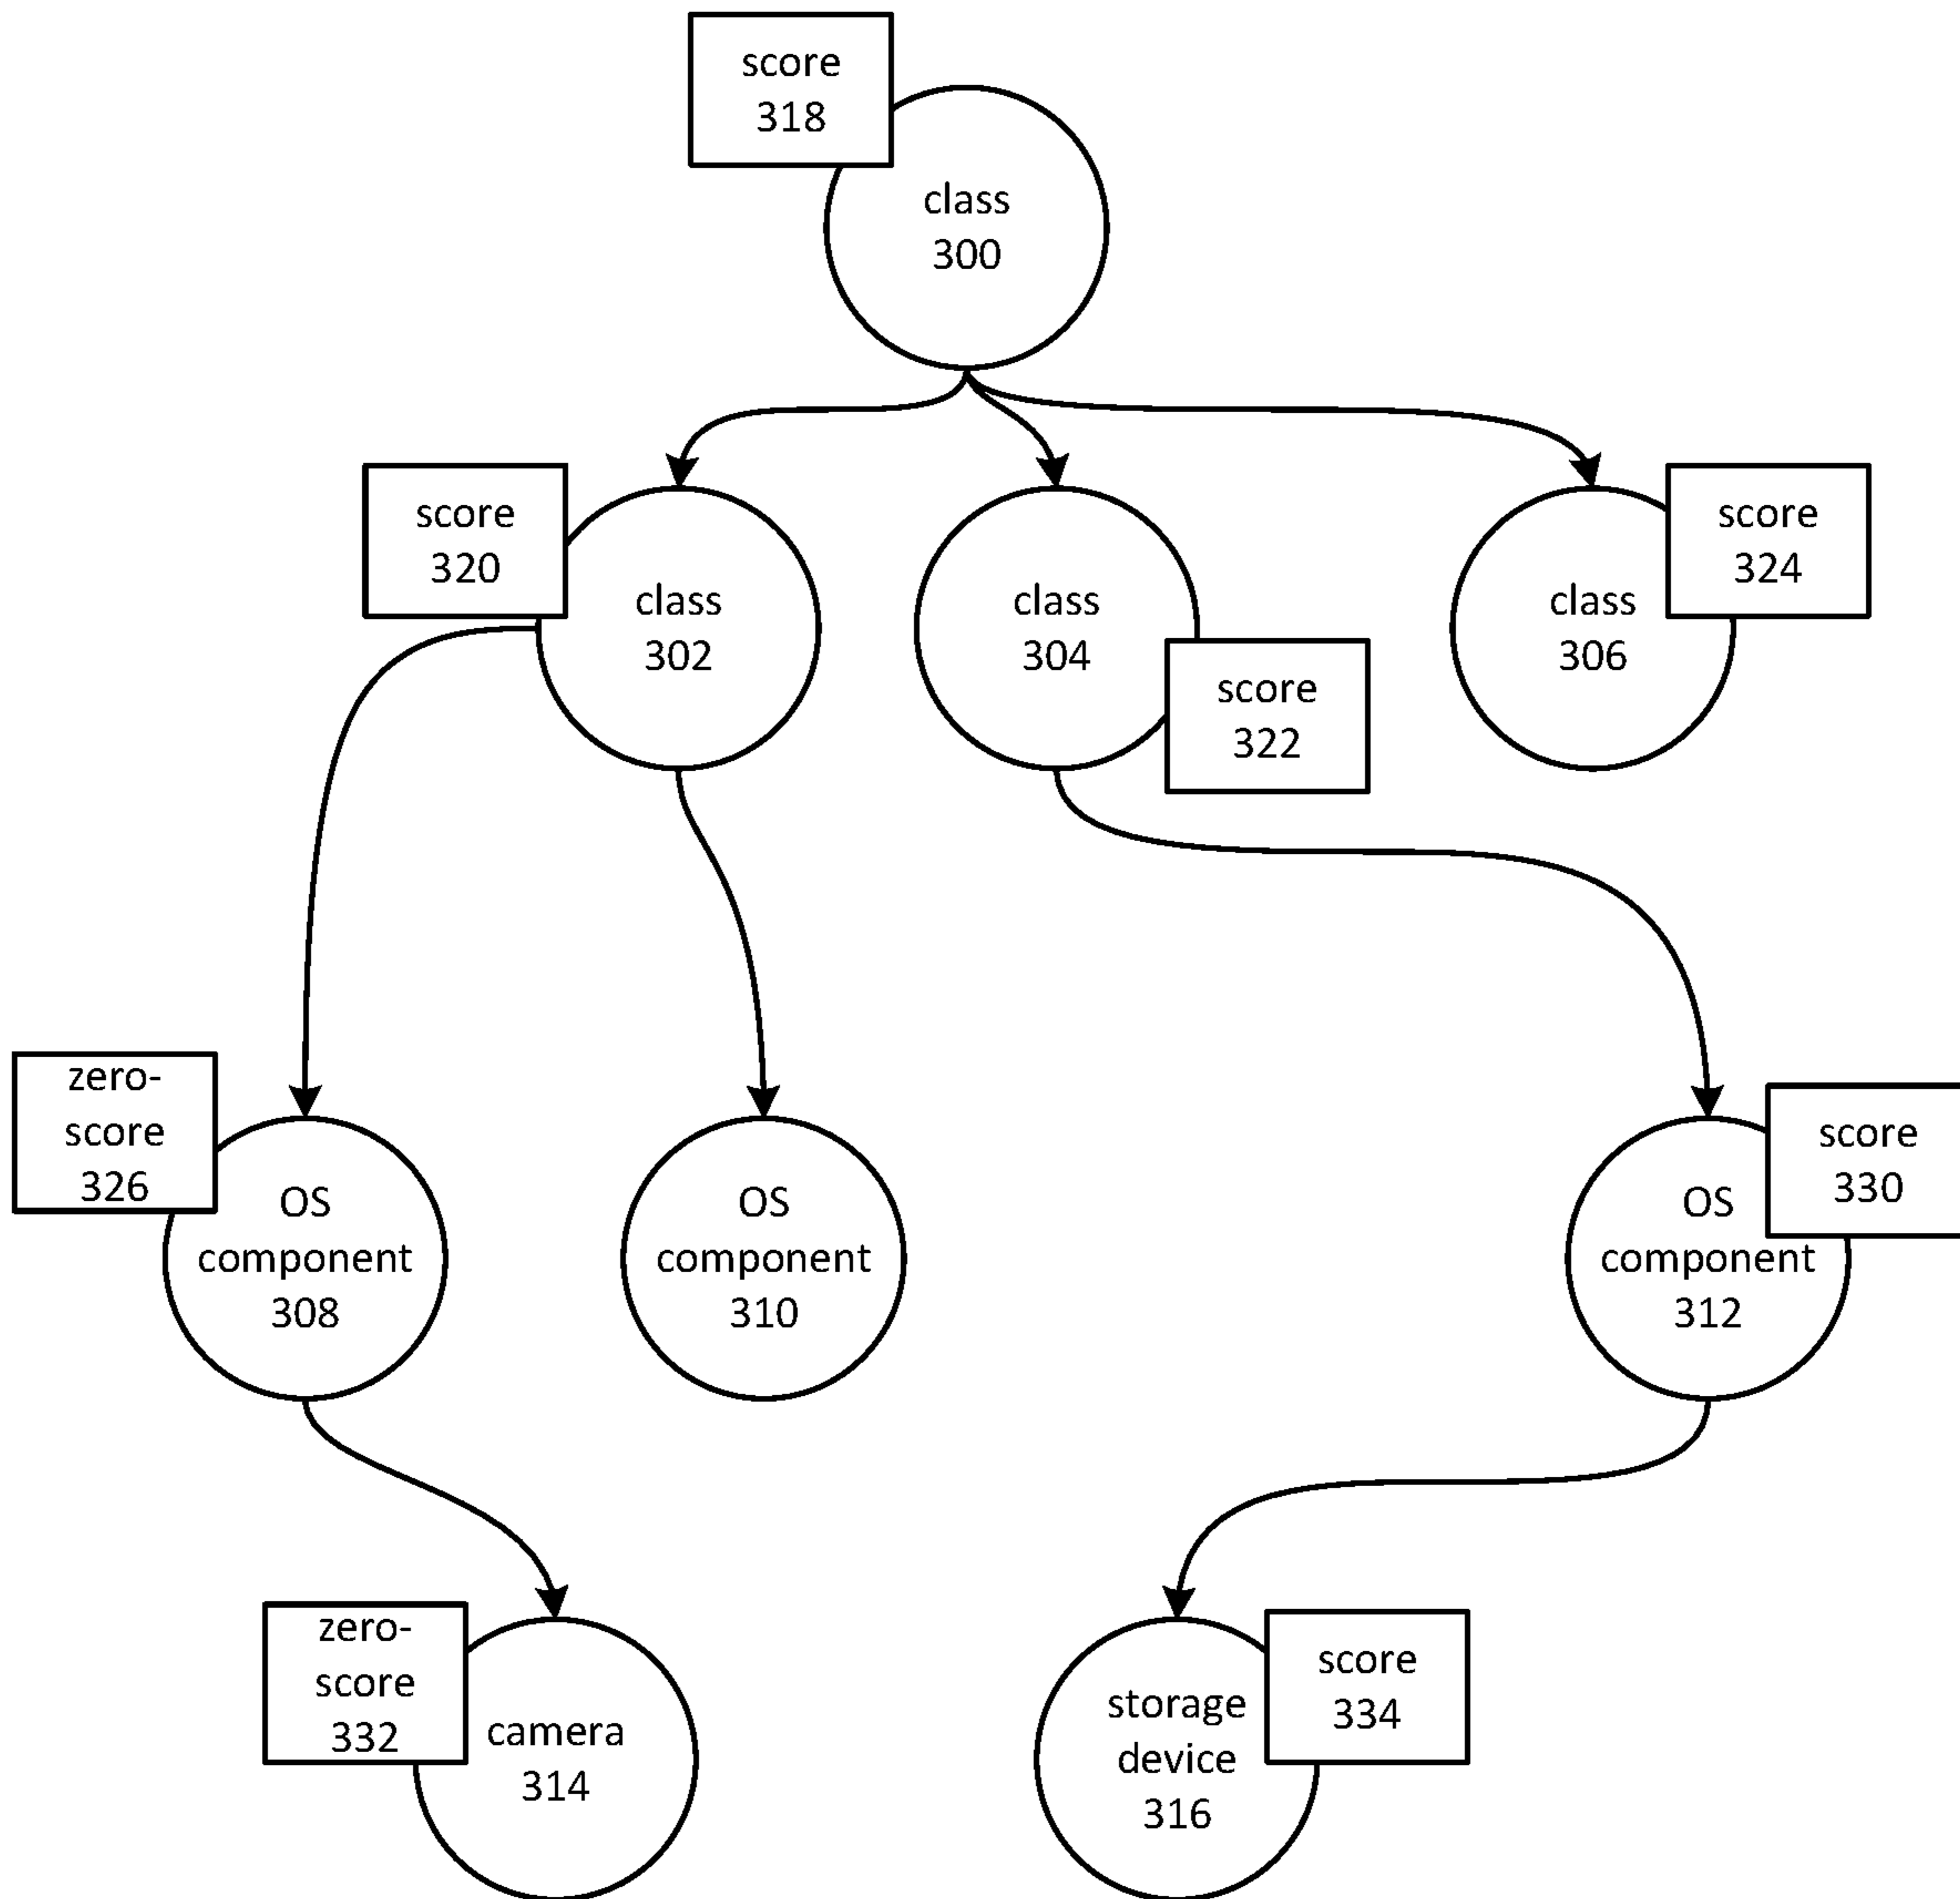 score
318
class
300
score
320
class
302
class
304
score
322
class
306
score
324
zero-
score
326
OS
component
308
OS
component
310
OS
component
312
score
330
zero-
score
332
camera
314
storage
device
316
score
334